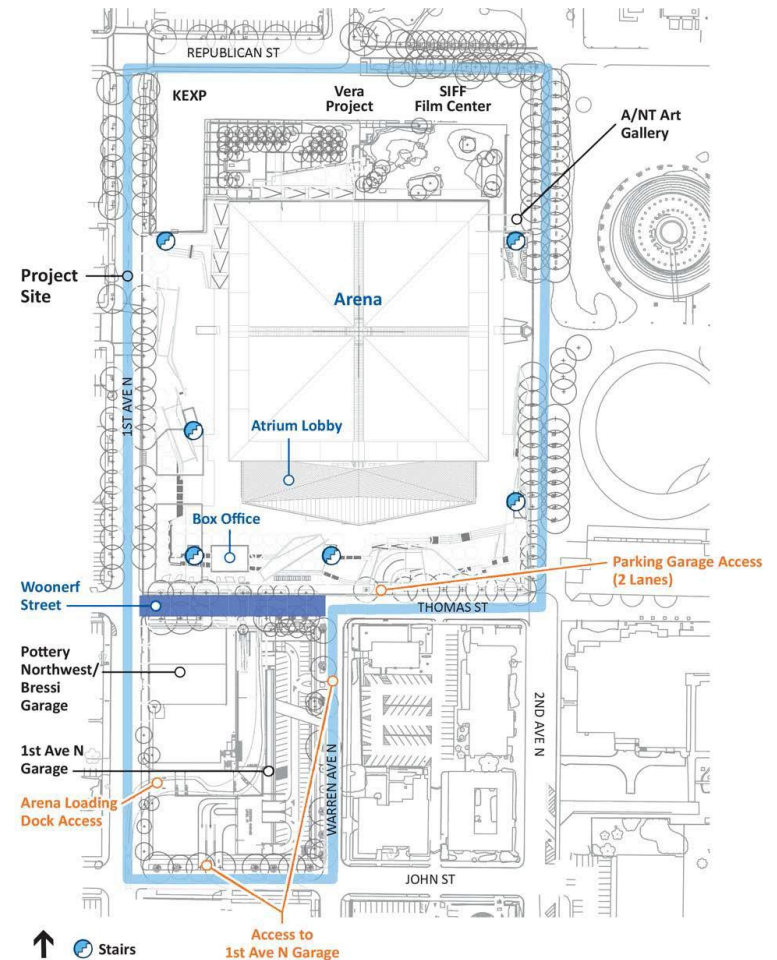 REPUBLICAN ST
KEXP
Vera
Project
SIFF
Film Center
A/NT Art
Gallery
Project
Site
Arena
1ST AVE N
Atrium Lobby
Box Office
Woonerf
Street
Parking Garage Access
(2 Lanes)
THOMAS ST
Pottery
Northwest/
Bressi
Garage
2ND AVE N
1st Ave N
Garage
WARREN AVE N
Arena Loading
Dock Access
JOHN ST
Access to
1st Ave N Garage
Stairs